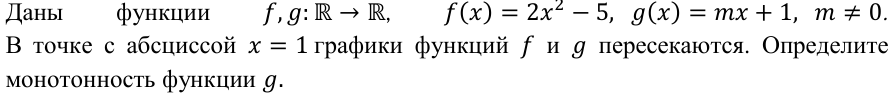 Даны функции f, g: ℝ → ℝ, f(x) = 2x² − 5, g(x) = mx + 1, m ≠ 0.
В точке с абсциссой x = 1 графики функций f и g пересекаются. Определите
монотонность функции g.